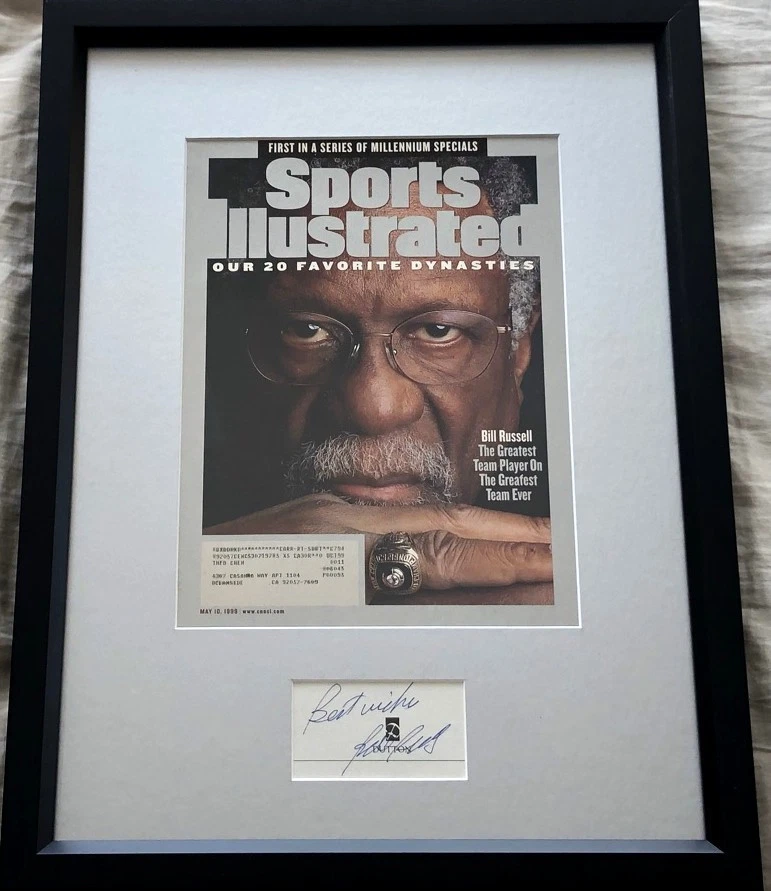 FIRST IN A SERIES OF MILLENNIUM SPECIALS
Sports
Illustrated
OUR 20 FAVORITE DYNASTIES
Bill Russell
The Greatest
Team Player On
The Greatest
Team Ever
0011
MAY 10, 1999 www.cnnsi.com
Best wishes
DUTTON